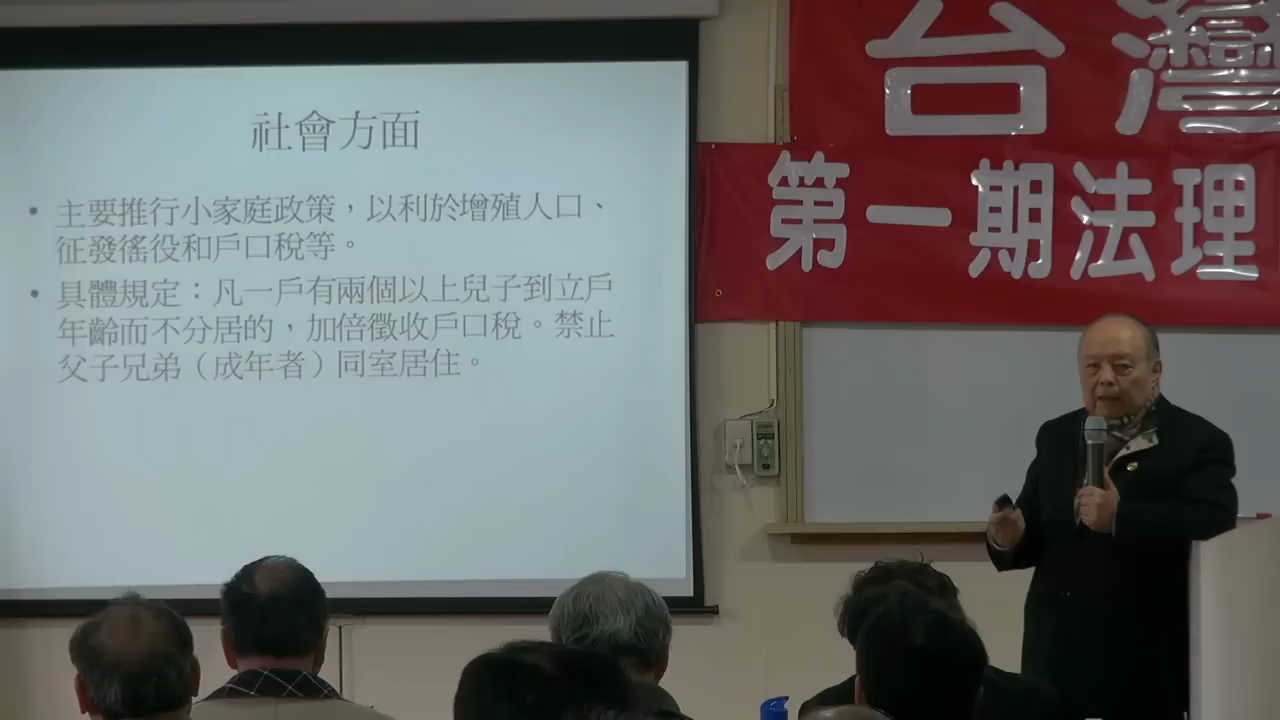 社會方面
• 主要推行小家庭政策，以利於增殖人口、
征發徭役和戶口稅等。
• 具體規定：凡一戶有兩個以上兒子到立戶
年齡而不分居的，加倍徵收戶口稅。禁止
父子兄弟（成年者）同室居住。
台灣
第一期法理